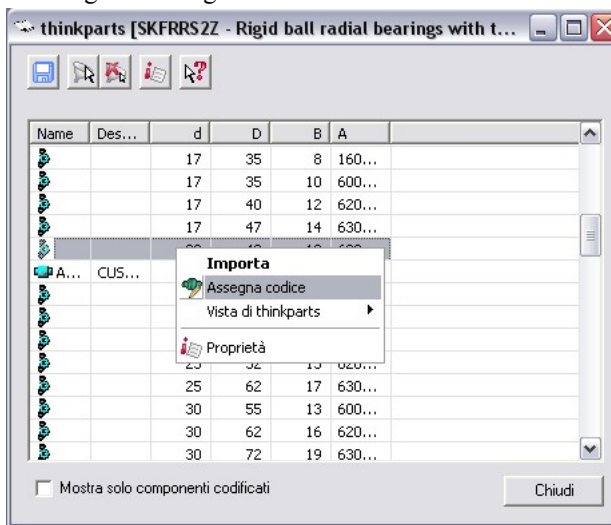 thinkparts [SKFRRS2Z - Rigid ball radial bearings with t...
Name Des... d D B A
17 35 8 160...
17 35 10 600...
17 40 12 620...
17 47 14 630...
A... CUS...
Importa
Assegna codice
Vista di thinkparts
Proprietà
25 62 17 630...
30 55 13 600...
30 62 16 620...
30 72 19 630...
Mostra solo componenti codificati
Chiudi